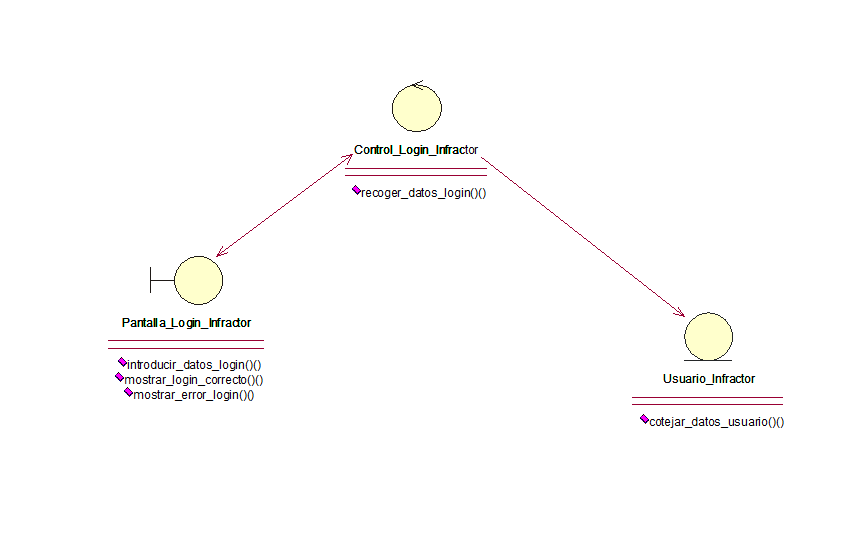 Control_Login_Infractor
recoger_datos_login()()
Pantalla_Login_Infractor
introducir_datos_login()()
mostrar_login_correcto()()
mostrar_error_login()()
Usuario_Infractor
cotejar_datos_usuario()()